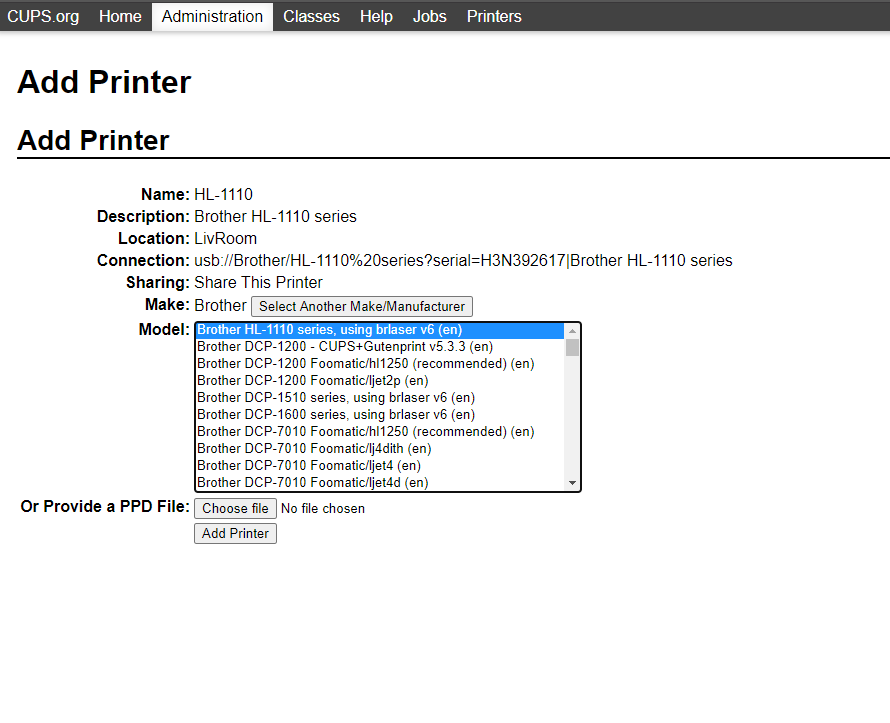 CUPS.org Home Administration Classes Help Jobs Printers
Add Printer
Add Printer
Name: HL-1110
Description: Brother HL-1110 series
Location: LivRoom
Connection: usb://Brother/HL-1110%20series?serial=H3N392617|Brother HL-1110 series
Sharing: Share This Printer
Make: Brother Select Another Make/Manufacturer
Model: Brother HL-1110 series, using brlaser v6 (en)
Brother DCP-1200 - CUPS+Gutenprint v5.3.3 (en)
Brother DCP-1200 Foomatic/hl1250 (recommended) (en)
Brother DCP-1200 Foomatic/ljet2p (en)
Brother DCP-1510 series, using brlaser v6 (en)
Brother DCP-1600 series, using brlaser v6 (en)
Brother DCP-7010 Foomatic/hl1250 (recommended) (en)
Brother DCP-7010 Foomatic/lj4dith (en)
Brother DCP-7010 Foomatic/ljet4 (en)
Brother DCP-7010 Foomatic/ljet4d (en)
Or Provide a PPD File: Choose file No file chosen
Add Printer